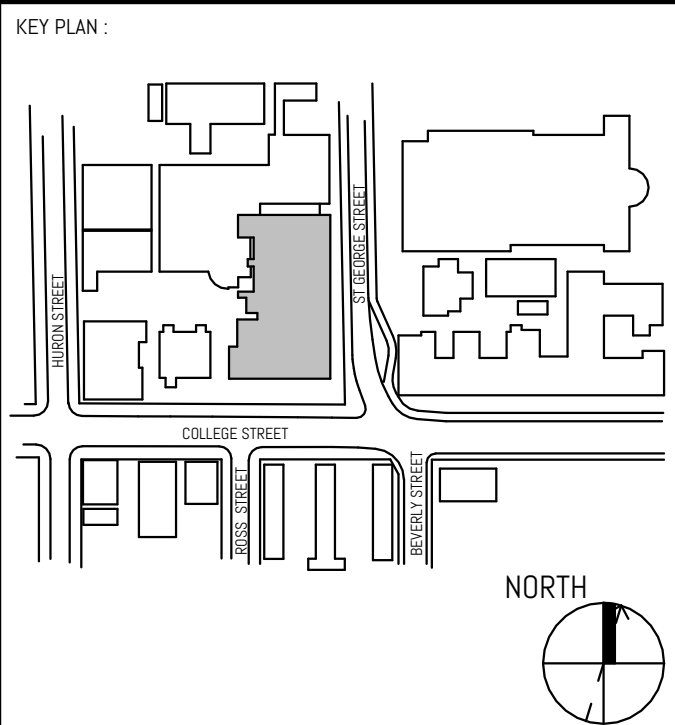 KEY PLAN :
HURON STREET
ST GEORGE STREET
COLLEGE STREET
ROSS STREET
BEVERLY STREET
NORTH